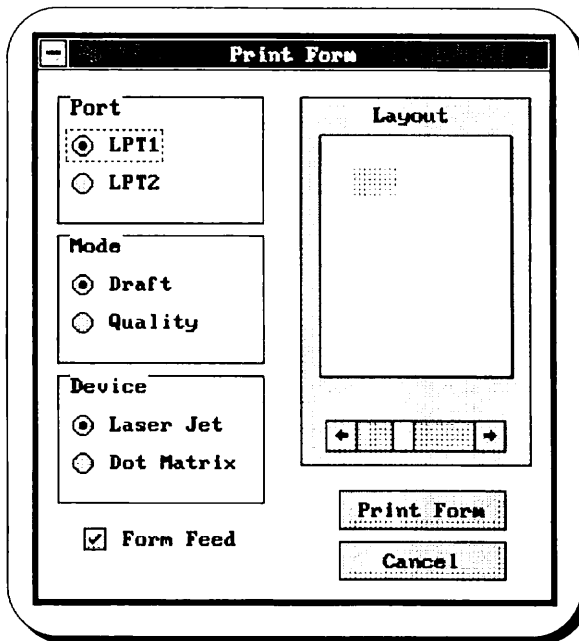 Print Form
Port
LPT1
LPT2
Mode
Draft
Quality
Device
Laser Jet
Dot Matrix
Form Feed
Layout
Print Form
Cancel